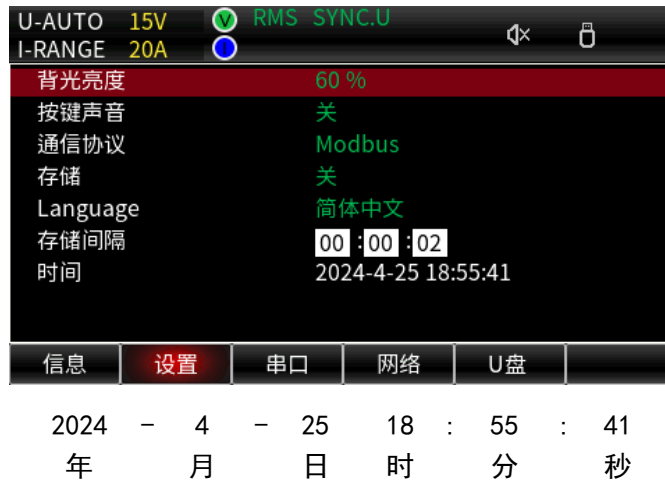 U-AUTO 15V V RMS SYNC.U
I-RANGE 20A I
背光亮度 60 %
按键声音 关
通信协议 Modbus
存储 关
Language 简体中文
存储间隔 00 :00 :02
时间 2024-4-25 18:55:41
信息 设置 串口 网络 U盘
2024 - 4 - 25 18 : 55 : 41
年 月 日 时 分 秒